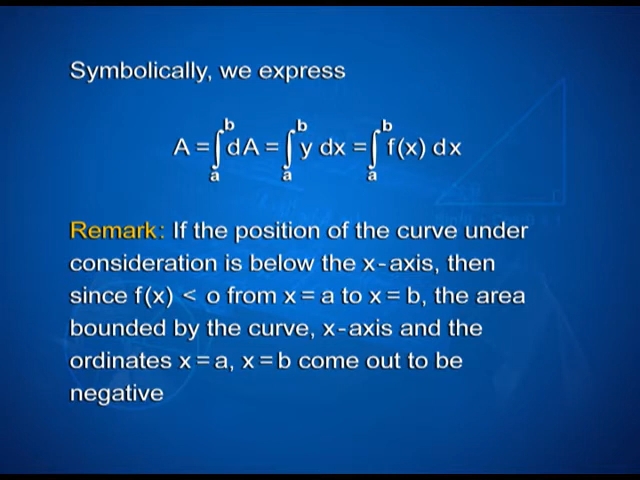 Symbolically, we express
A = ∫ₐᵇ dA = ∫ₐᵇ y dx = ∫ₐᵇ f(x) dx
Remark: If the position of the curve under
consideration is below the x-axis, then
since f(x) < o from x = a to x = b, the area
bounded by the curve, x-axis and the
ordinates x = a, x = b come out to be
negative